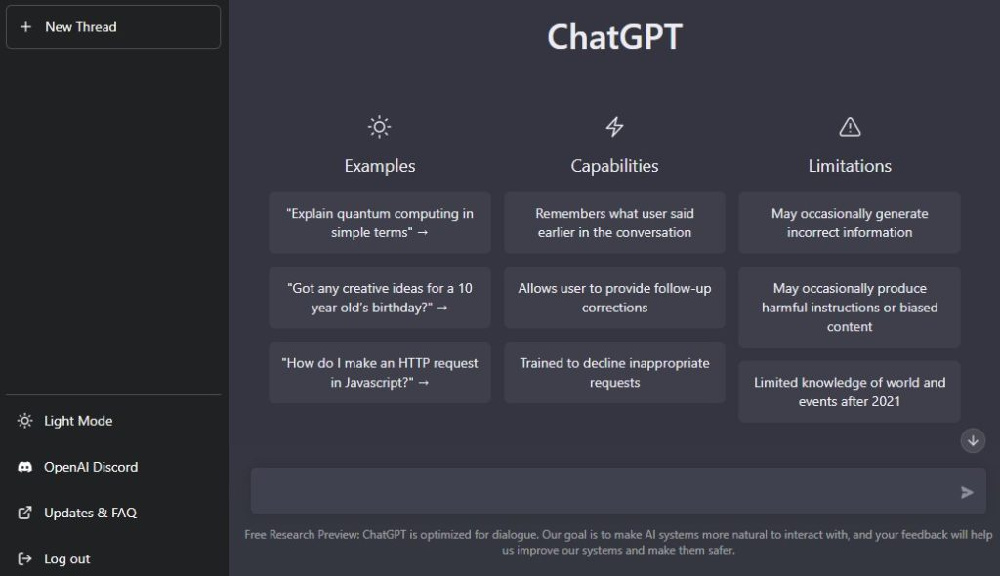 New Thread
ChatGPT
Examples
"Explain quantum computing in
simple terms" →
"Got any creative ideas for a 10
year old's birthday?" →
"How do I make an HTTP request
in Javascript?" →
Capabilities
Remembers what user said
earlier in the conversation
Allows user to provide follow-up
corrections
Trained to decline inappropriate
requests
Limitations
May occasionally generate
incorrect information
May occasionally produce
harmful instructions or biased
content
Limited knowledge of world and
events after 2021
Light Mode
OpenAI Discord
Updates & FAQ
Log out
Free Research Preview: ChatGPT is optimized for dialogue. Our goal is to make AI systems more natural to interact with, and your feedback will help
us improve our systems and make them safer.